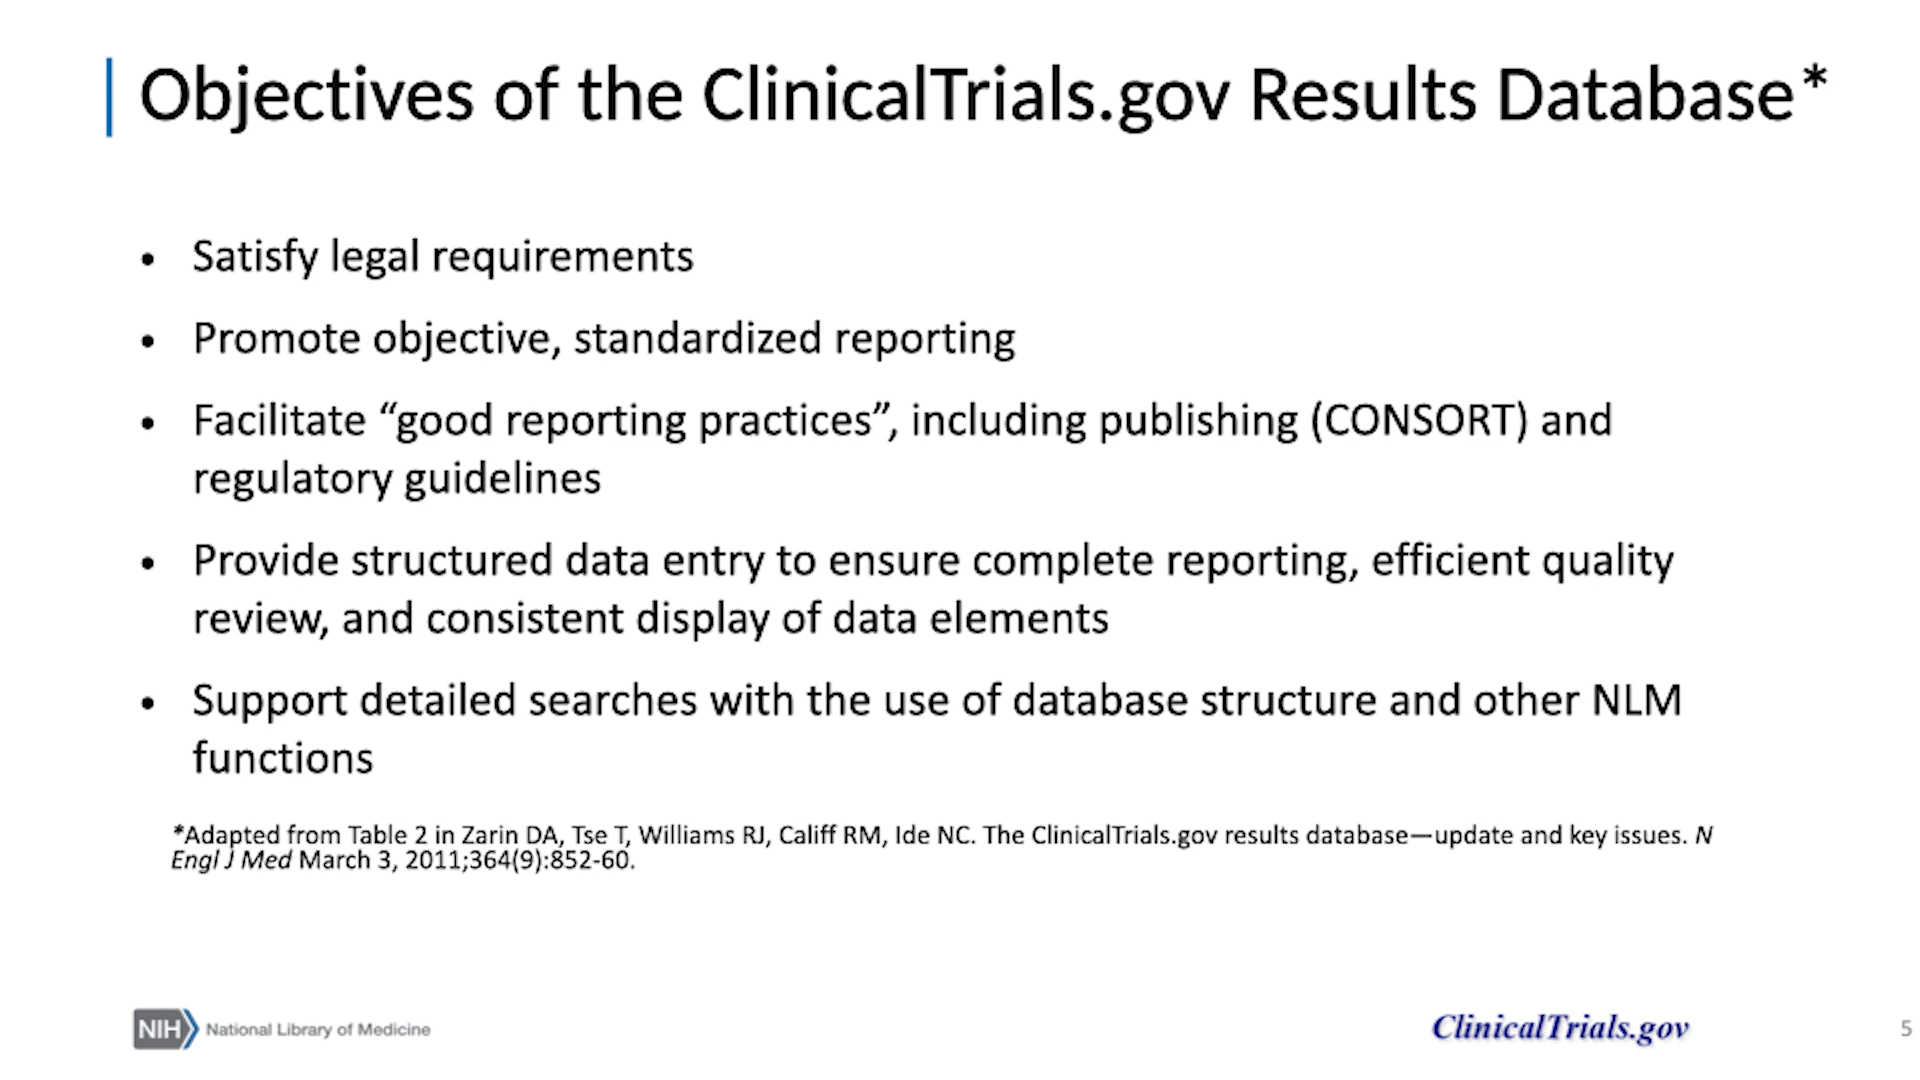 Objectives of the ClinicalTrials.gov Results Database*
• Satisfy legal requirements
• Promote objective, standardized reporting
• Facilitate “good reporting practices”, including publishing (CONSORT) and
regulatory guidelines
• Provide structured data entry to ensure complete reporting, efficient quality
review, and consistent display of data elements
• Support detailed searches with the use of database structure and other NLM
functions
*Adapted from Table 2 in Zarin DA, Tse T, Williams RJ, Califf RM, Ide NC. The ClinicalTrials.gov results database—update and key issues. N
Engl J Med March 3, 2011;364(9):852-60.
NIH National Library of Medicine
ClinicalTrials.gov
5